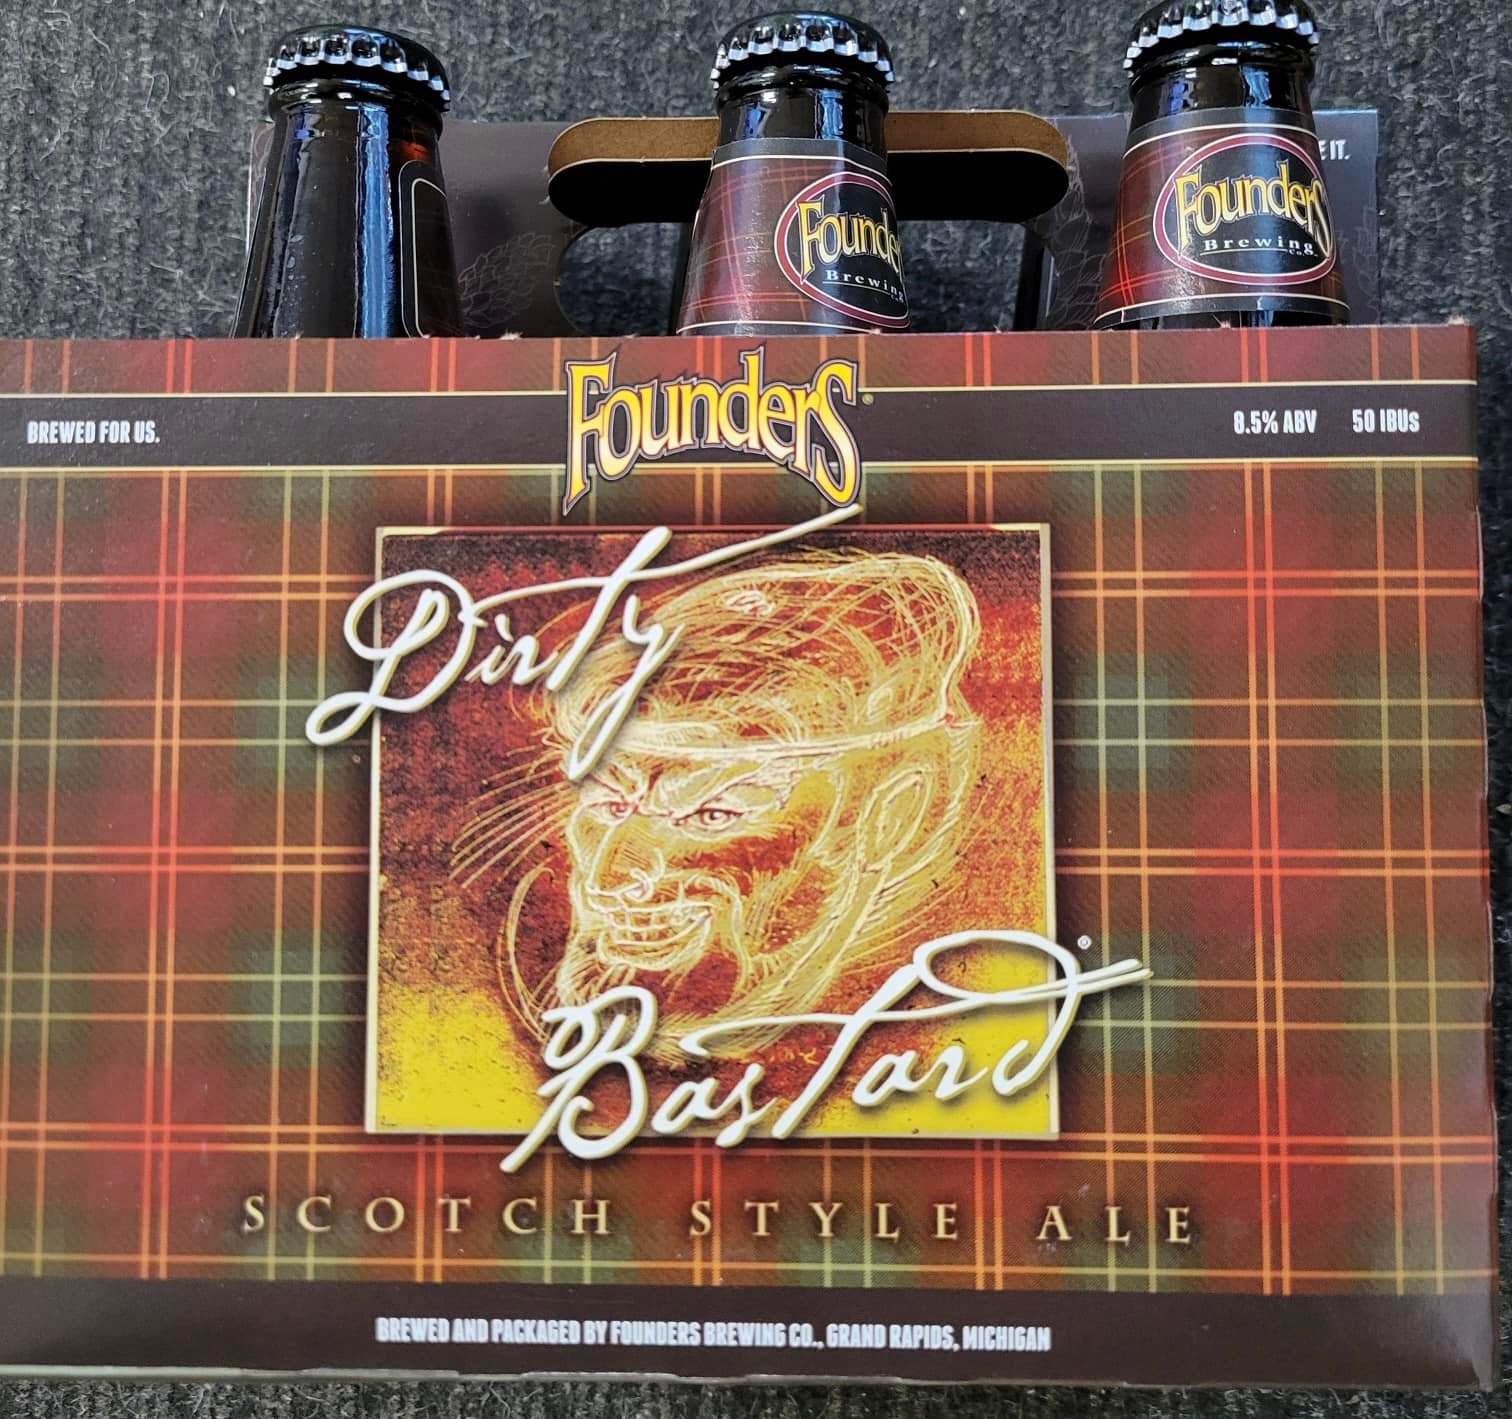 E IT.
Founders
Brewing
Founders
Brewing
Co.
Founders®
BREWED FOR US.
8.5% ABV 50 IBUs
Dirty
Bastard®
SCOTCH STYLE ALE
BREWED AND PACKAGED BY FOUNDERS BREWING CO., GRAND RAPIDS, MICHIGAN